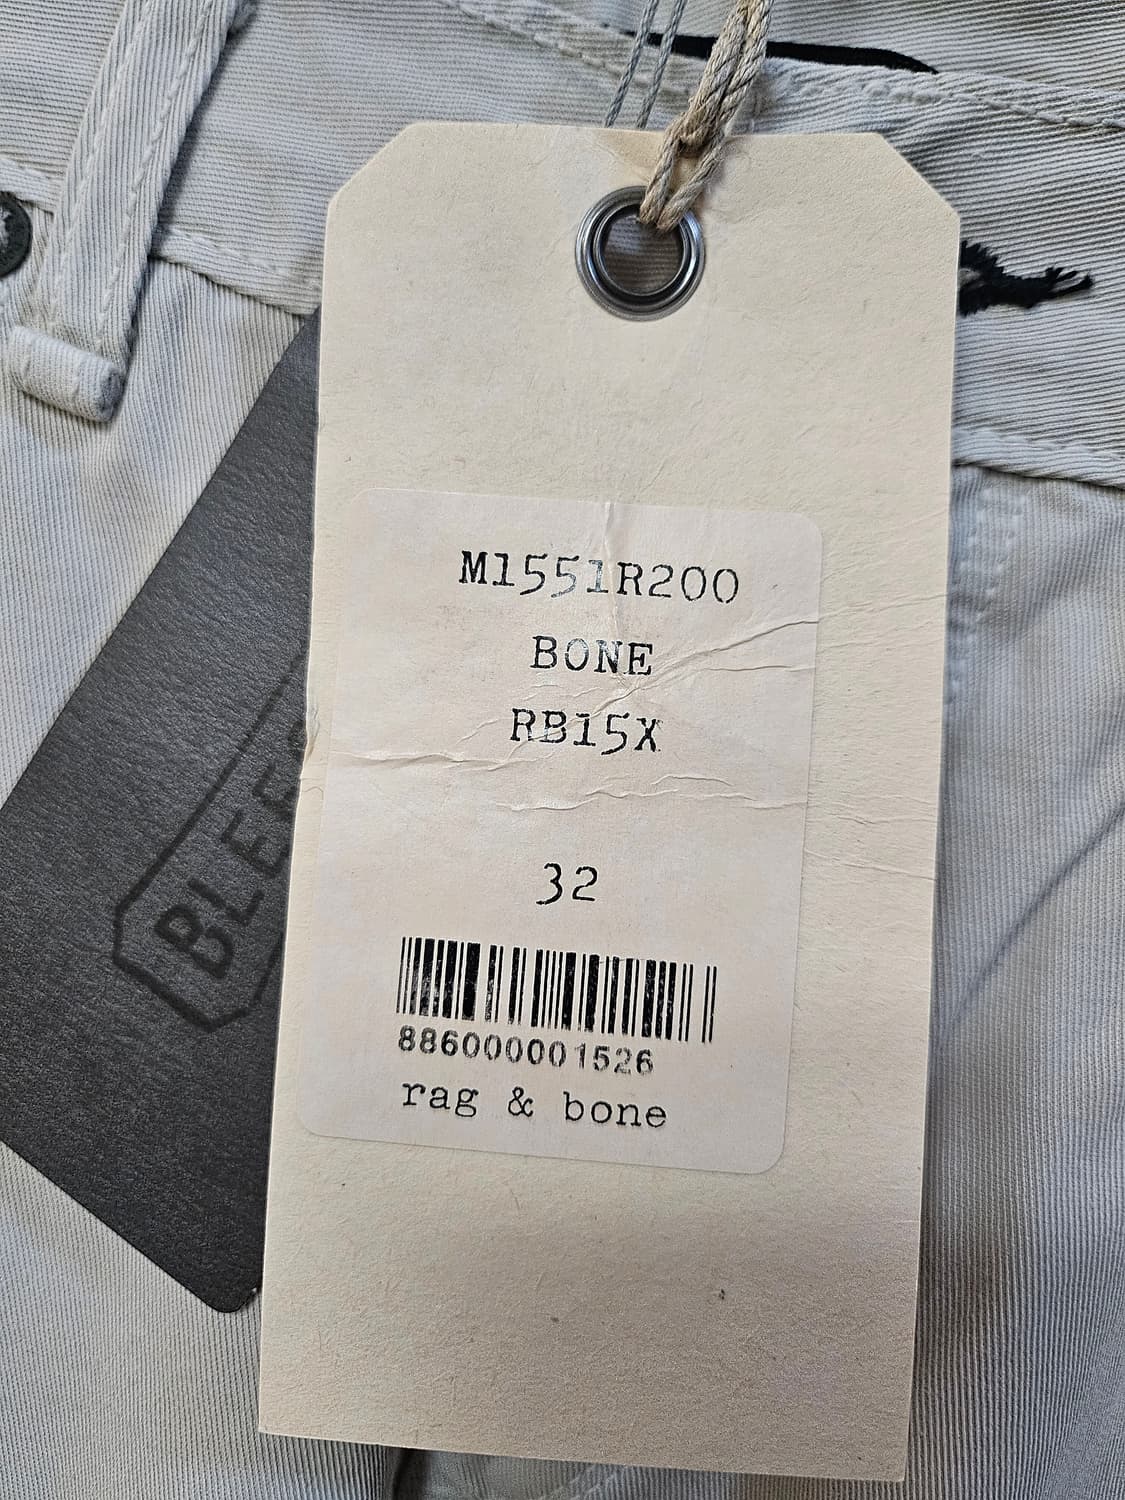 M1551R200
BONE
RB15X
32
886000001526
rag & bone